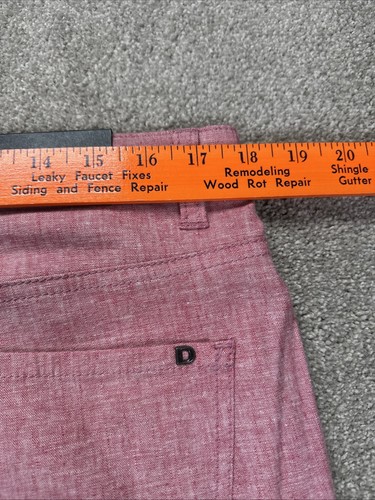 14 15 16 17 18 19 20
Leaky Faucet Fixes Remodeling Shingle
Siding and Fence Repair Wood Rot Repair Gutter
D